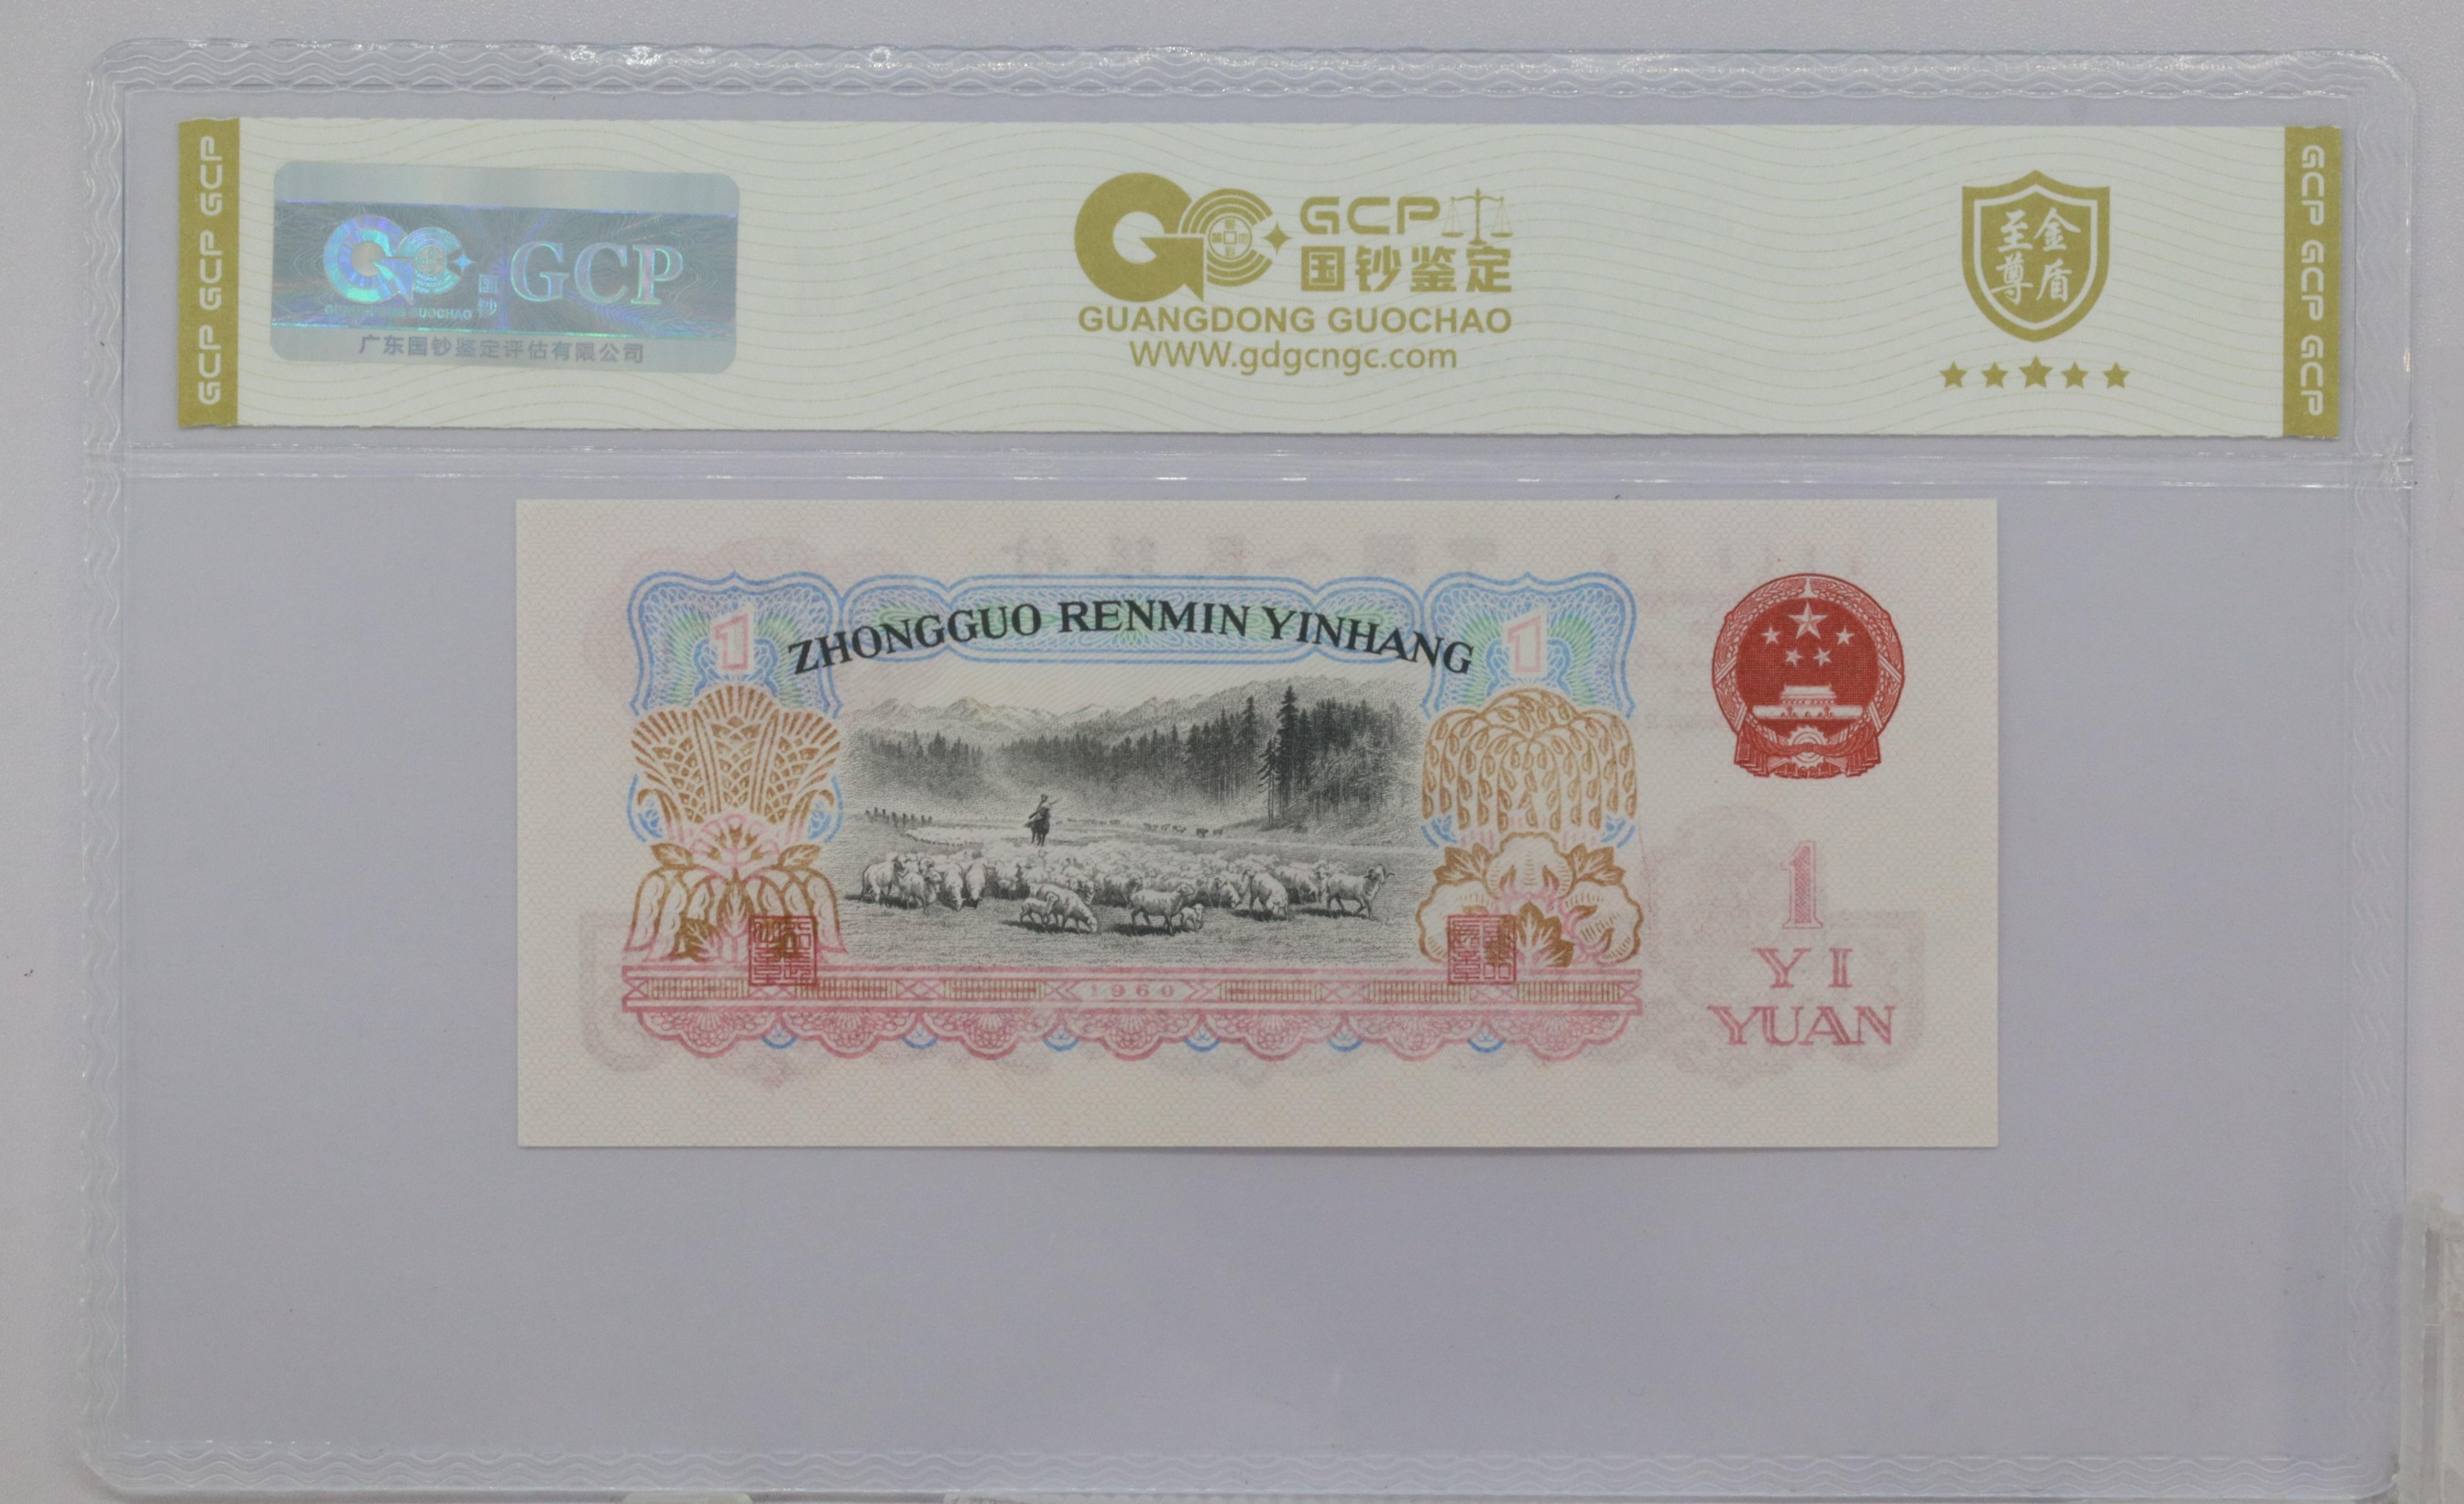 GCP GCP GCP
GCP
国钞
GUANGDONG GUOCHAO
广东国钞鉴定评估有限公司
GCP
国钞鉴定
GUANGDONG GUOCHAO
WWW.gdgcngc.com
至尊
金盾
GCP GCP GCP
1
ZHONGGUO RENMIN YINHANG
1
1960
1
YI
YUAN